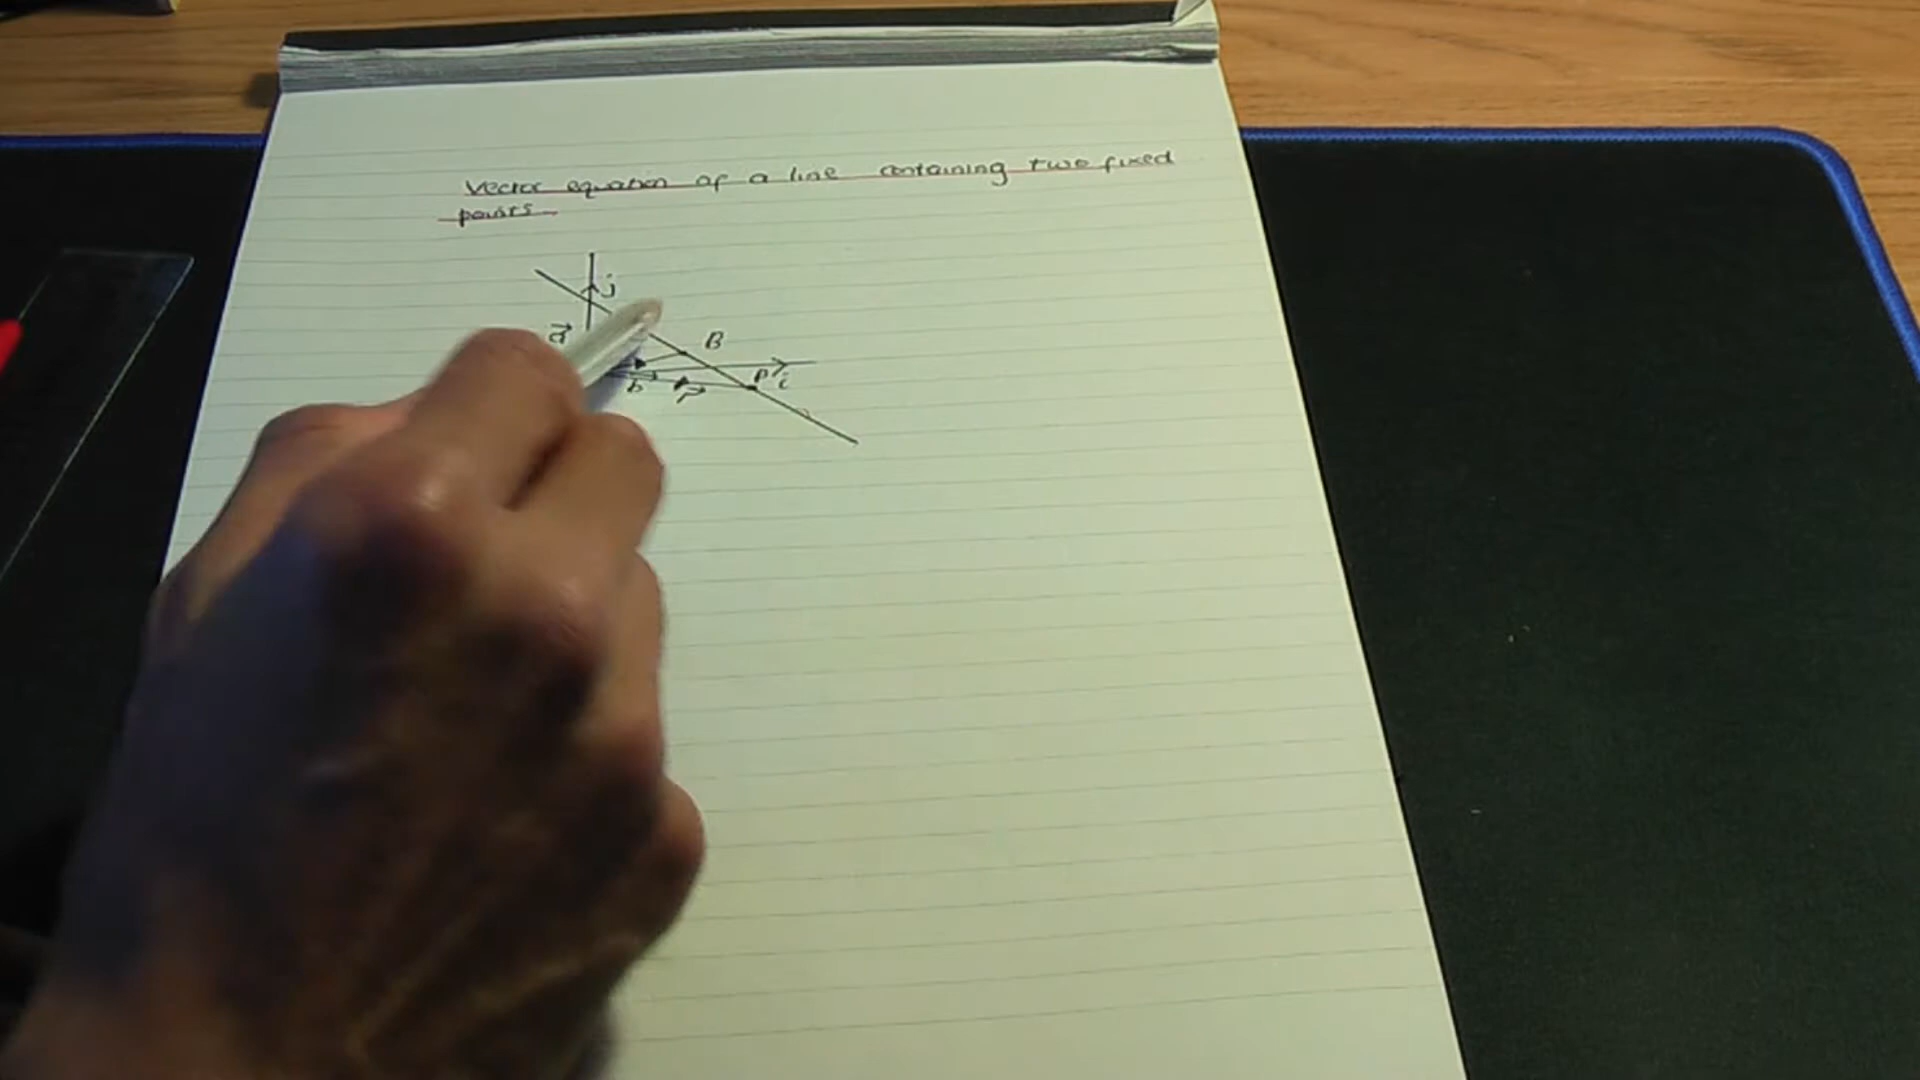 Vector equation of a line containing two fixed
points
j
a⃗
B
P
i
b
r⃗